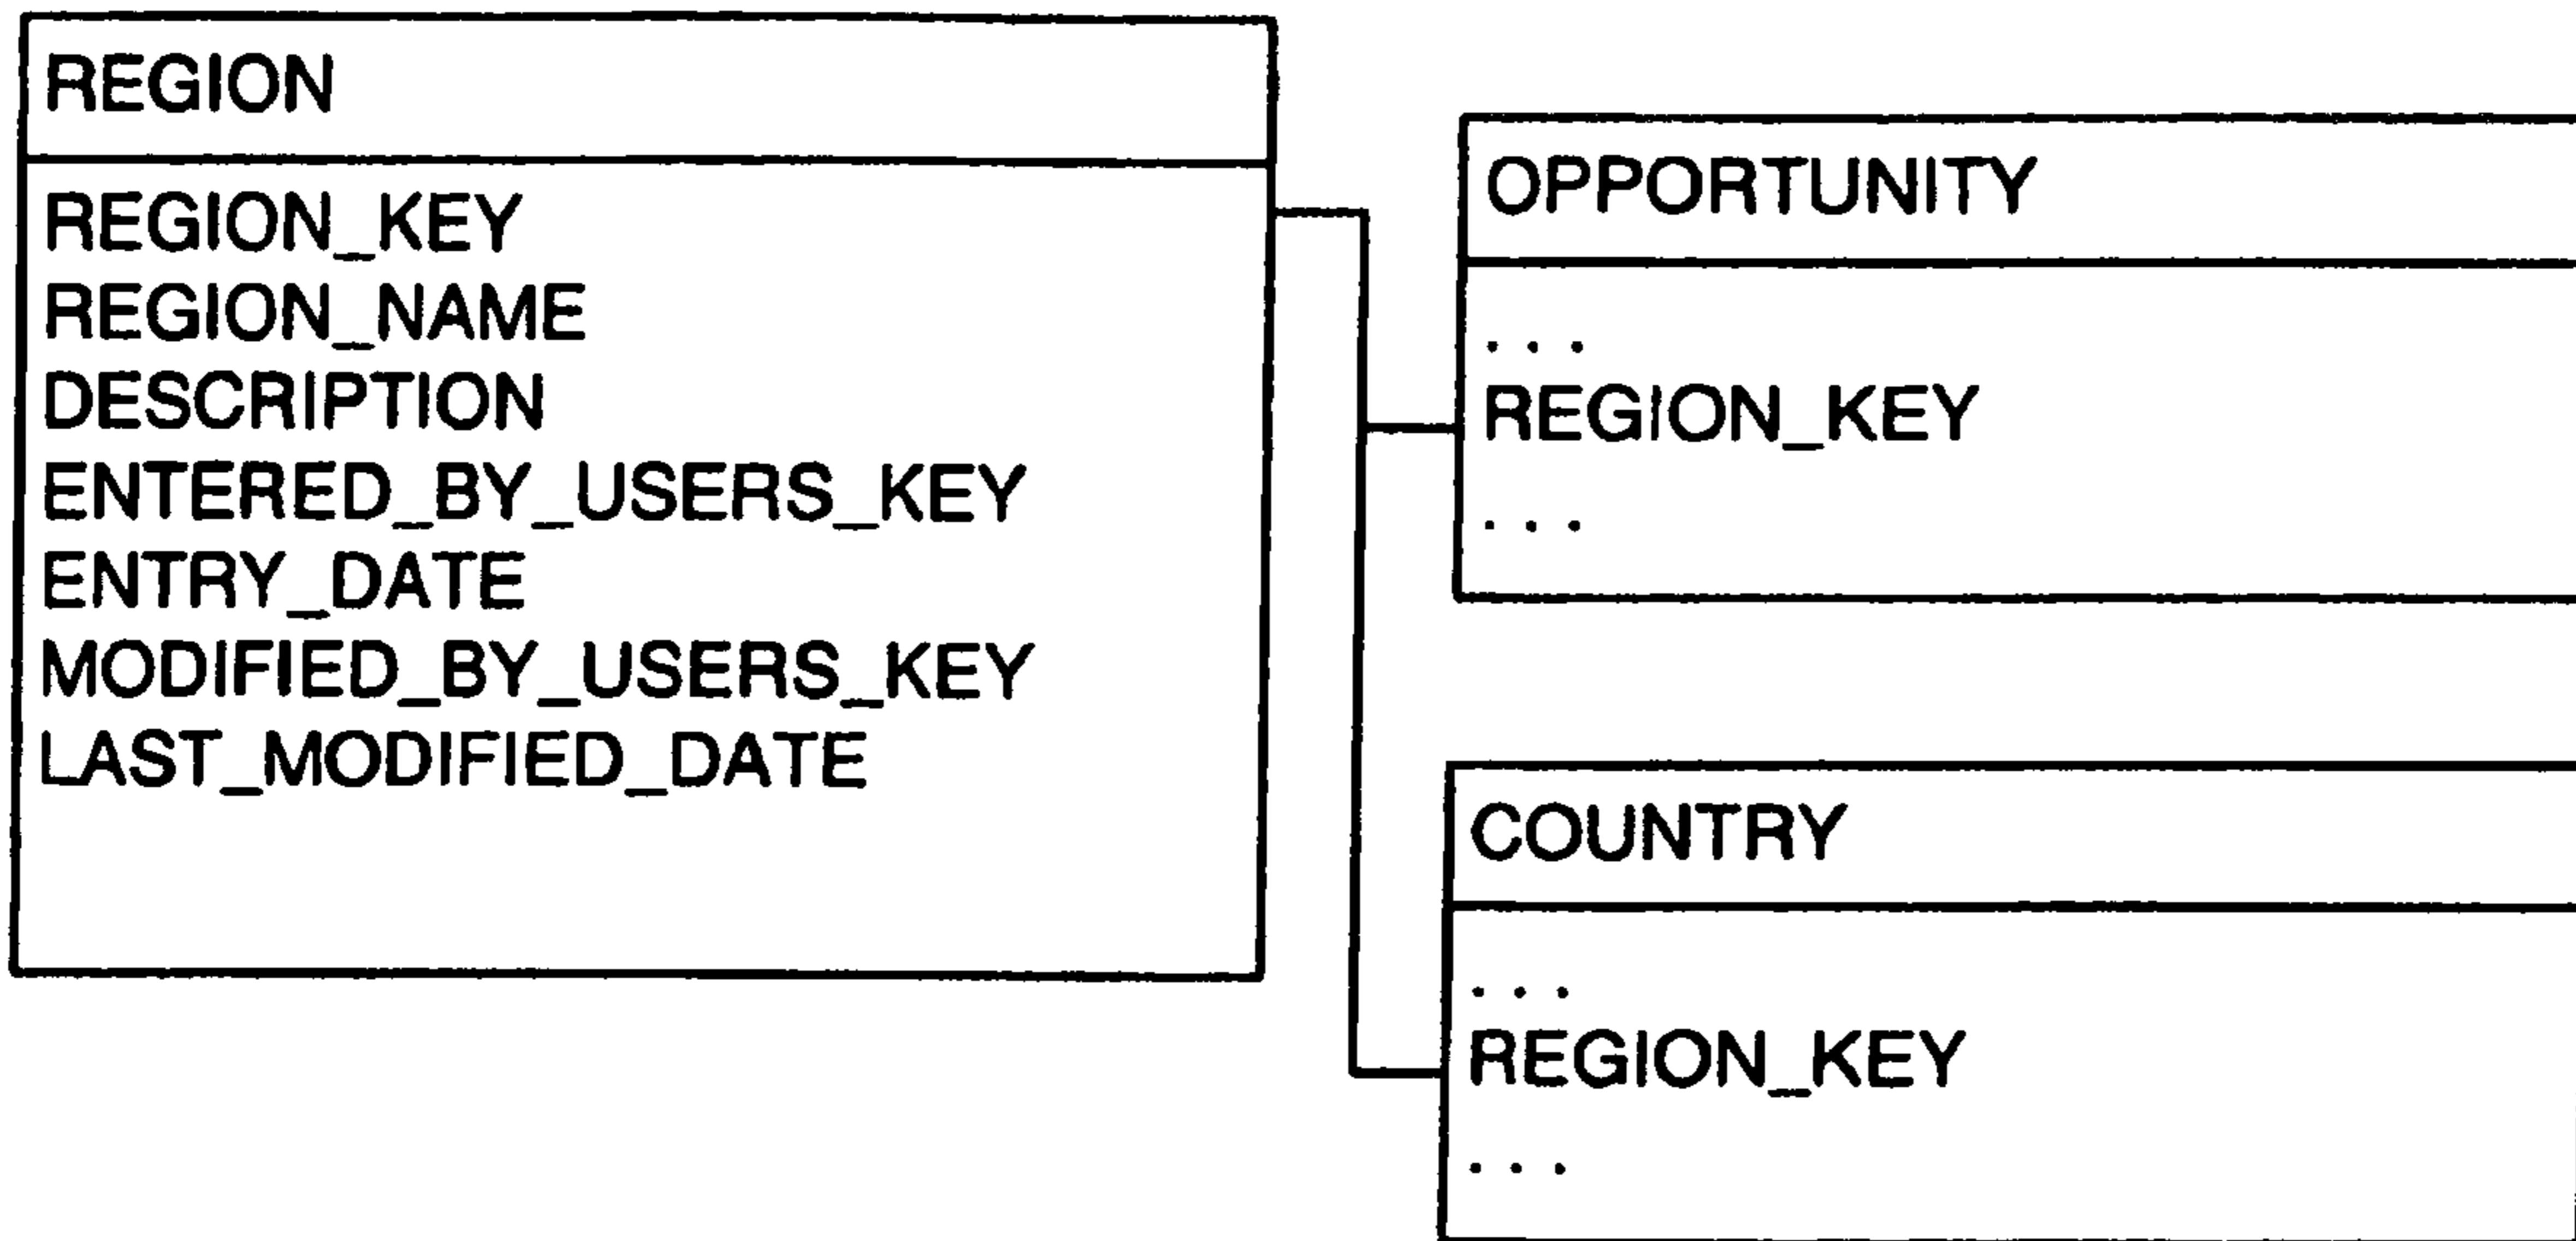 REGION
REGION_KEY
REGION_NAME
DESCRIPTION
ENTERED_BY_USERS_KEY
ENTRY_DATE
MODIFIED_BY_USERS_KEY
LAST_MODIFIED_DATE
OPPORTUNITY
. . .
REGION_KEY
. . .
COUNTRY
. . .
REGION_KEY
. . .